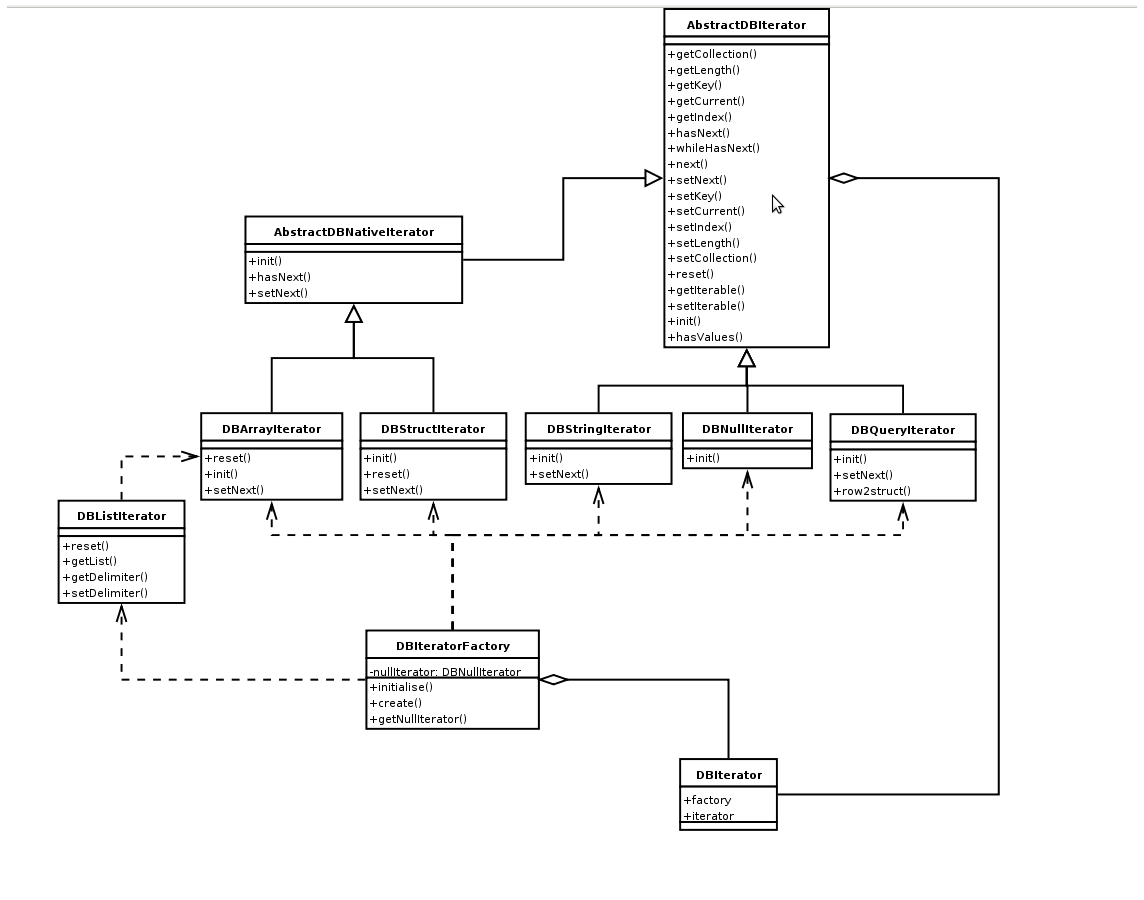 AbstractDBIterator
+getCollection()
+getLength()
+getKey()
+getCurrent()
+getIndex()
+hasNext()
+whileHasNext()
+next()
+setNext()
+setKey()
+setCurrent()
+setIndex()
+setLength()
+setCollection()
+reset()
+getIterable()
+setIterable()
+init()
+hasValues()
AbstractDBNativeIterator
+init()
+hasNext()
+setNext()
DBArrayIterator
+reset()
+init()
+setNext()
DBStructIterator
+init()
+reset()
+setNext()
DBStringIterator
+init()
+setNext()
DBNullIterator
+init()
DBQueryIterator
+init()
+setNext()
+row2struct()
DBListIterator
+reset()
+getList()
+getDelimiter()
+setDelimiter()
DBIteratorFactory
-nullIterator: DBNullIterator
+initialise()
+create()
+getNullIterator()
DBIterator
+factory
+iterator